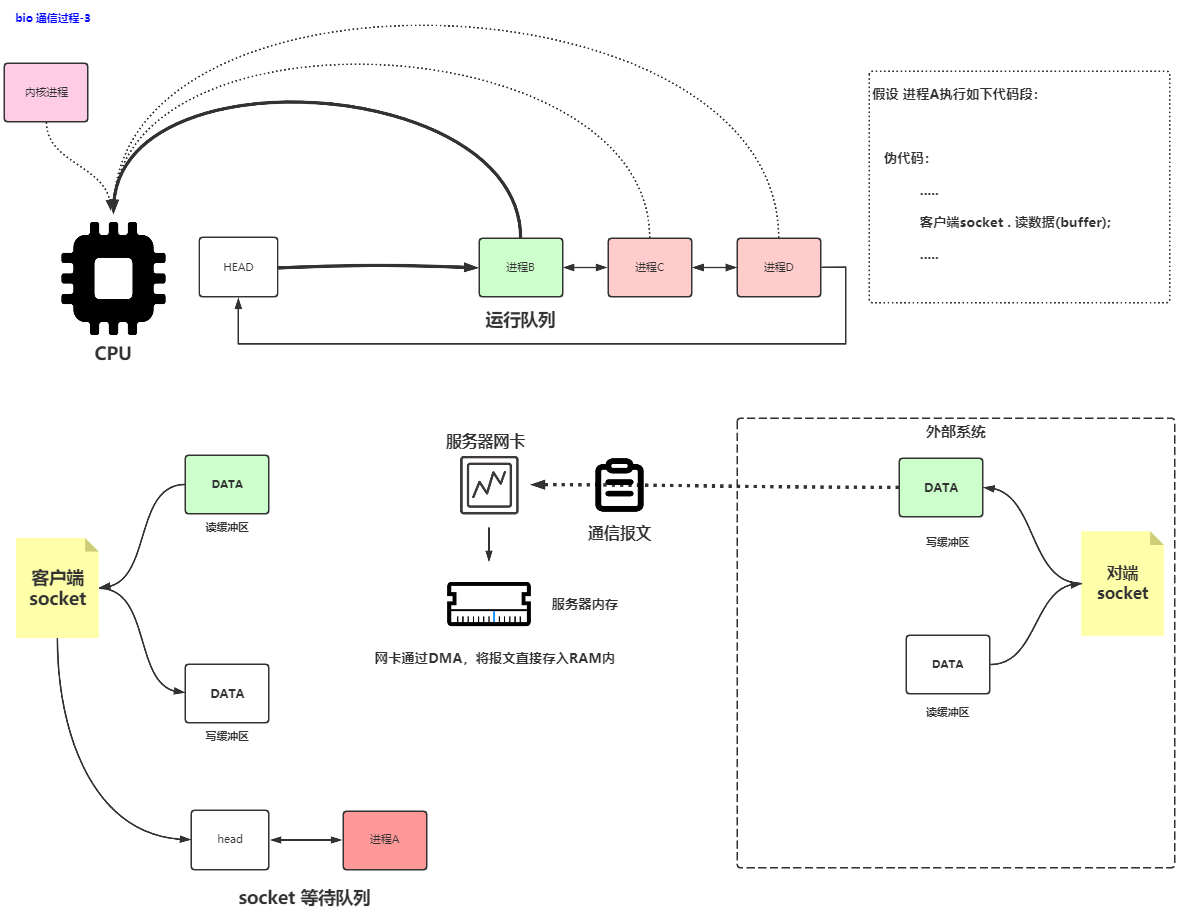 bio 通信过程-3
内核进程
假设 进程A执行如下代码段：
伪代码：
.....
客户端socket . 读数据(buffer);
.....
HEAD
进程B
进程C
进程D
运行队列
CPU
外部系统
服务器网卡
DATA
读缓冲区
DATA
写缓冲区
通信报文
客户端
socket
对端
socket
服务器内存
网卡通过DMA，将报文直接存入RAM内
DATA
写缓冲区
DATA
读缓冲区
head
进程A
socket 等待队列